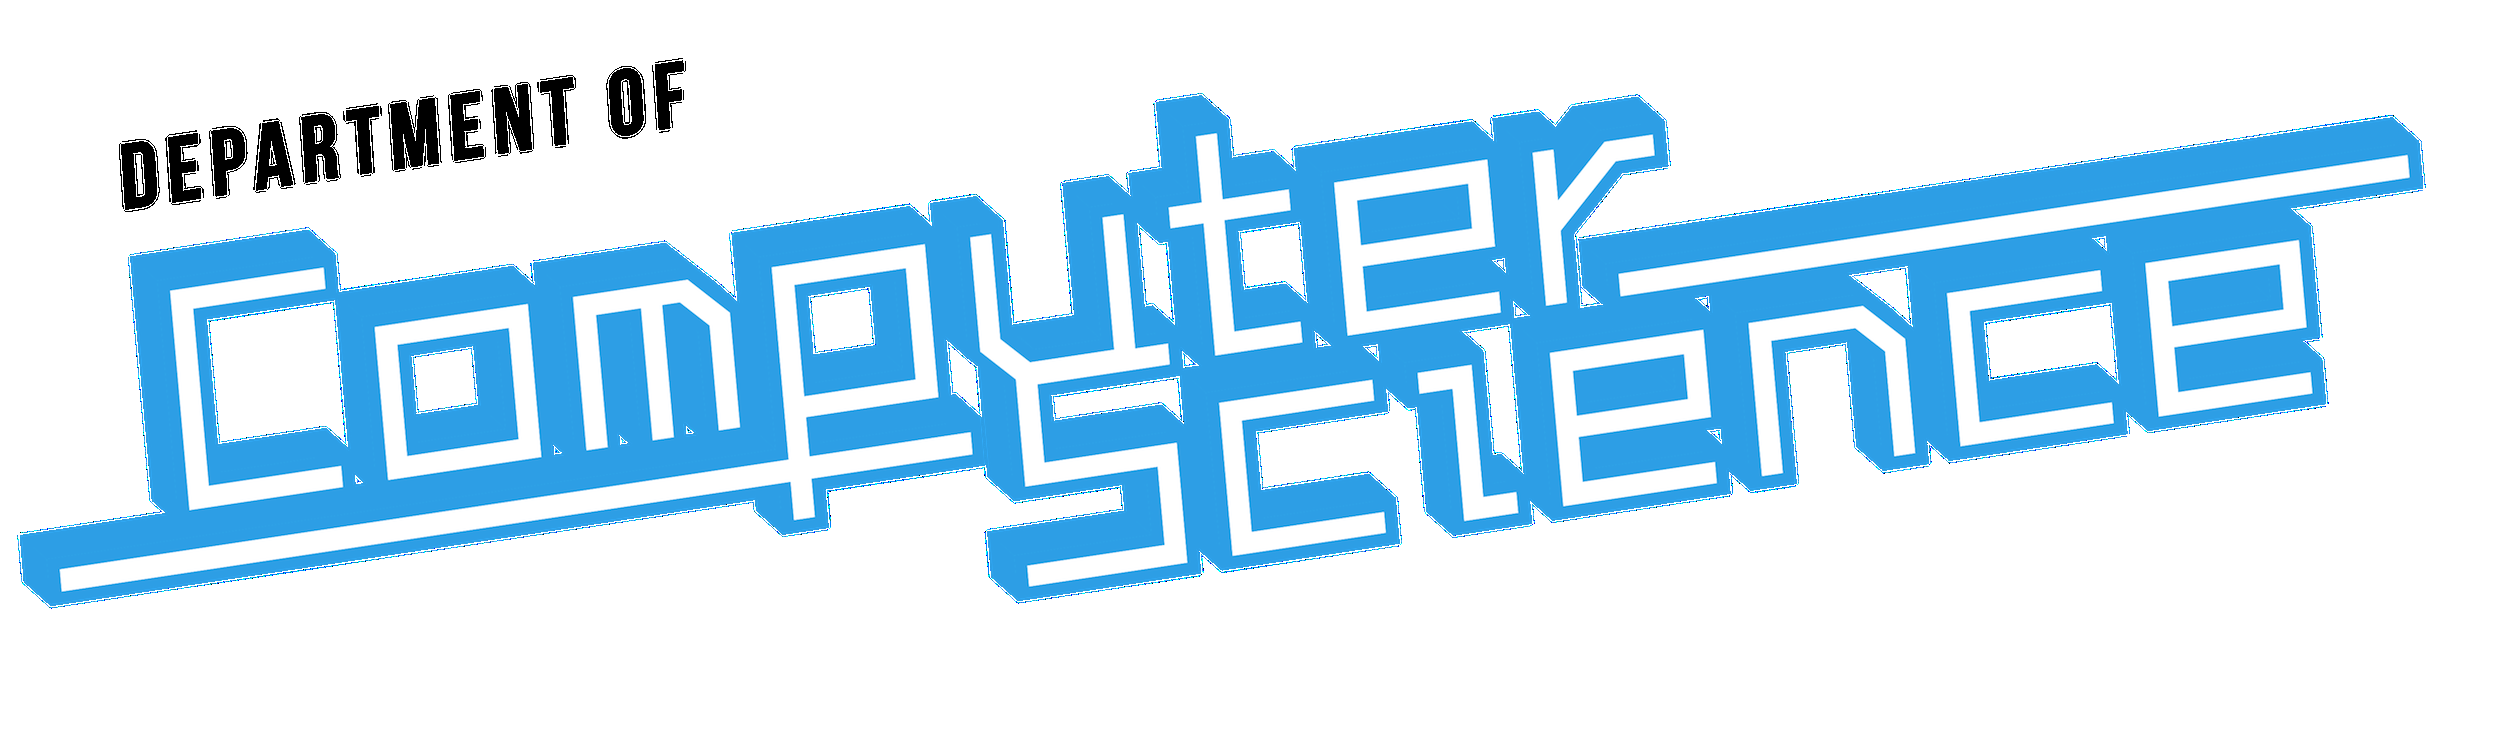 DEPARTMENT OF
Computer
Science